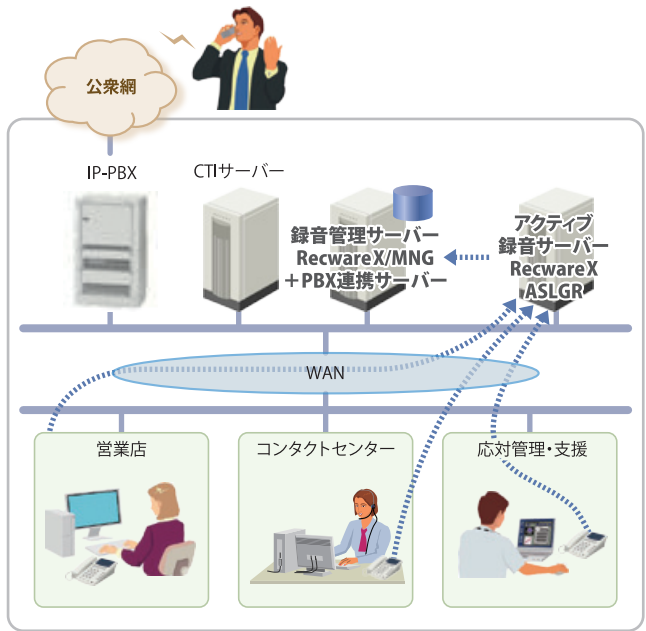 公衆網
IP-PBX
CTIサーバー
録音管理サーバー
RecwareX/MNG
+PBX連携サーバー
アクティブ
録音サーバー
RecwareX
ASLGR
WAN
営業店
コンタクトセンター
応対管理・支援